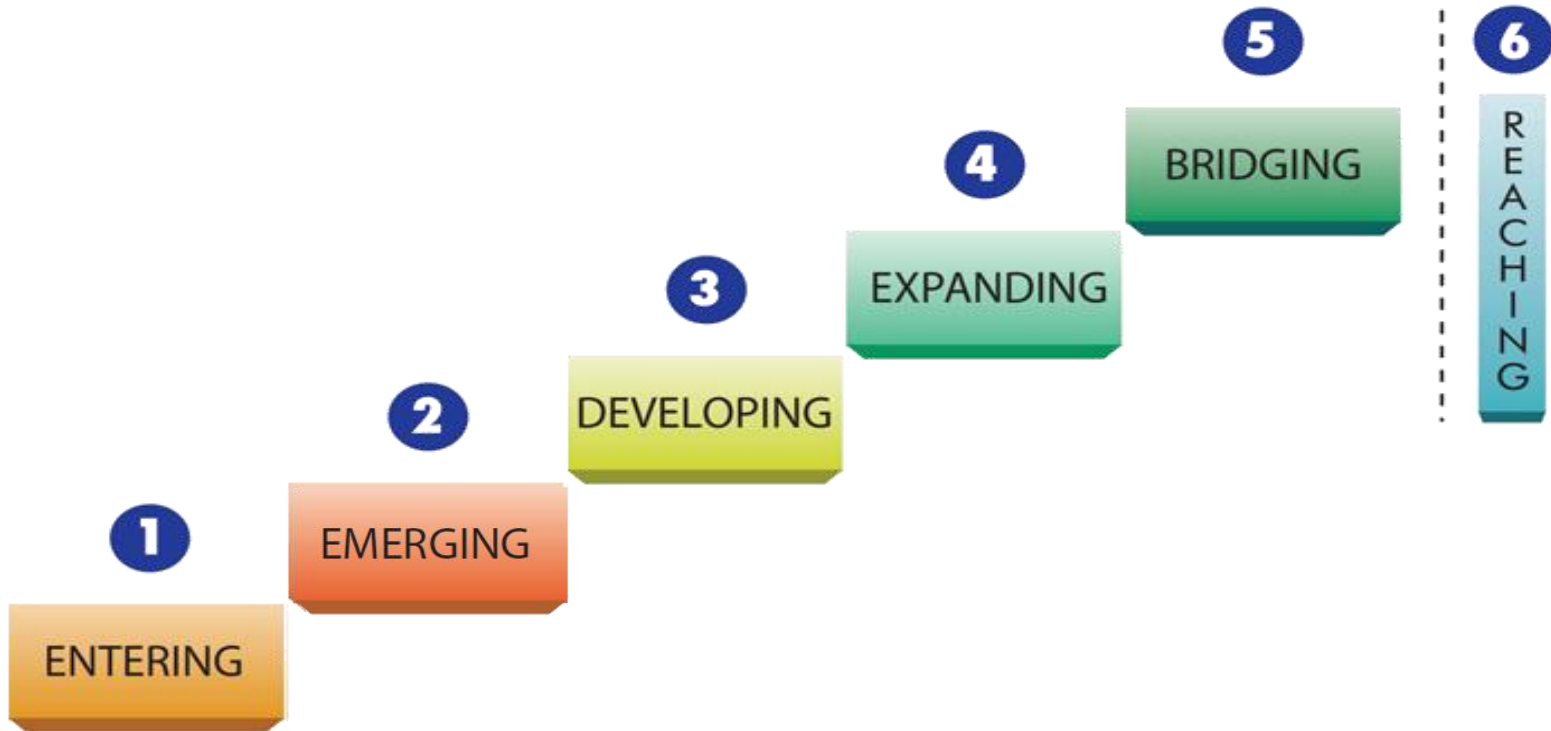 1
ENTERING
2
EMERGING
3
DEVELOPING
4
EXPANDING
5
BRIDGING
6
REACHING